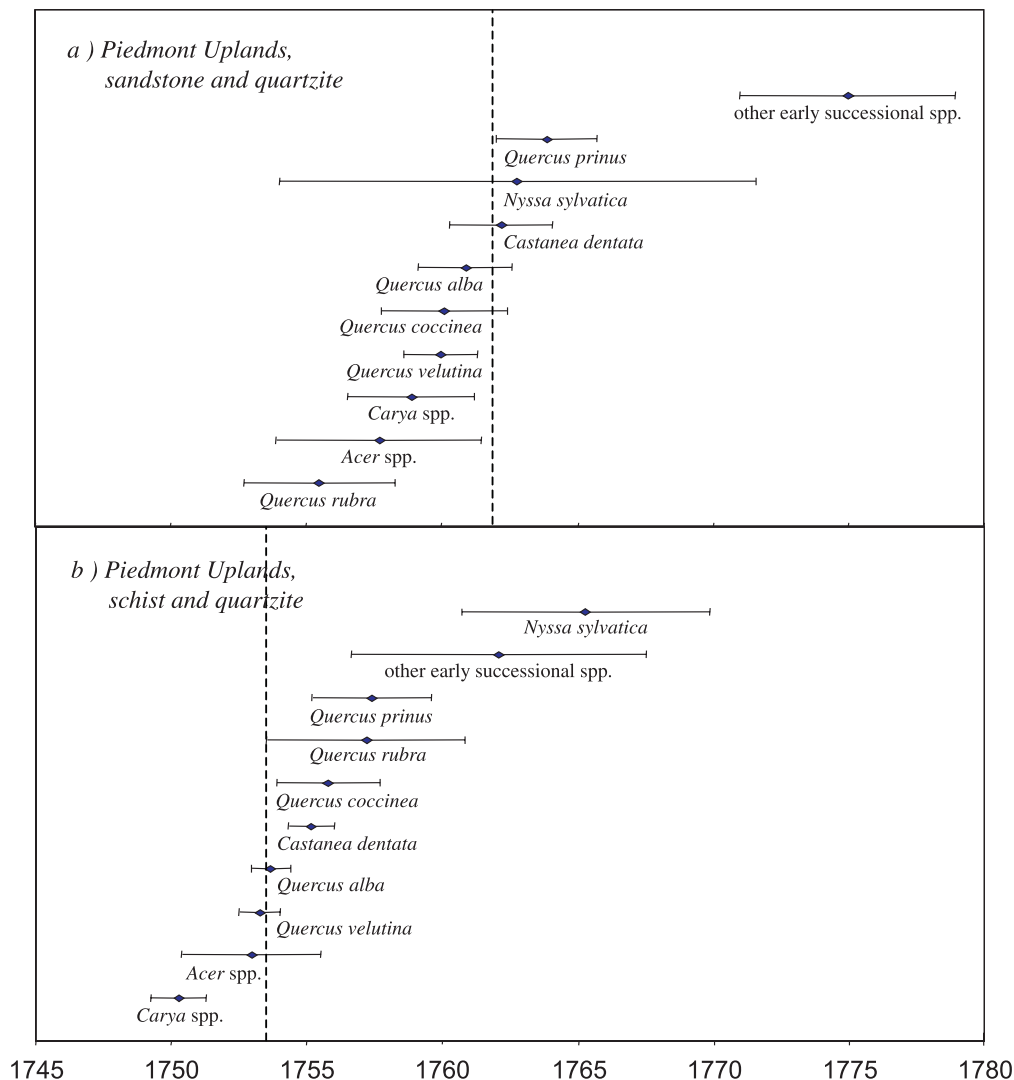 a ) Piedmont Uplands,
sandstone and quartzite
other early successional spp.
Quercus prinus
Nyssa sylvatica
Castanea dentata
Quercus alba
Quercus coccinea
Quercus velutina
Carya spp.
Acer spp.
Quercus rubra
b ) Piedmont Uplands,
schist and quartzite
Nyssa sylvatica
other early successional spp.
Quercus prinus
Quercus rubra
Quercus coccinea
Castanea dentata
Quercus alba
Quercus velutina
Acer spp.
Carya spp.
1745 1750 1755 1760 1765 1770 1775 1780